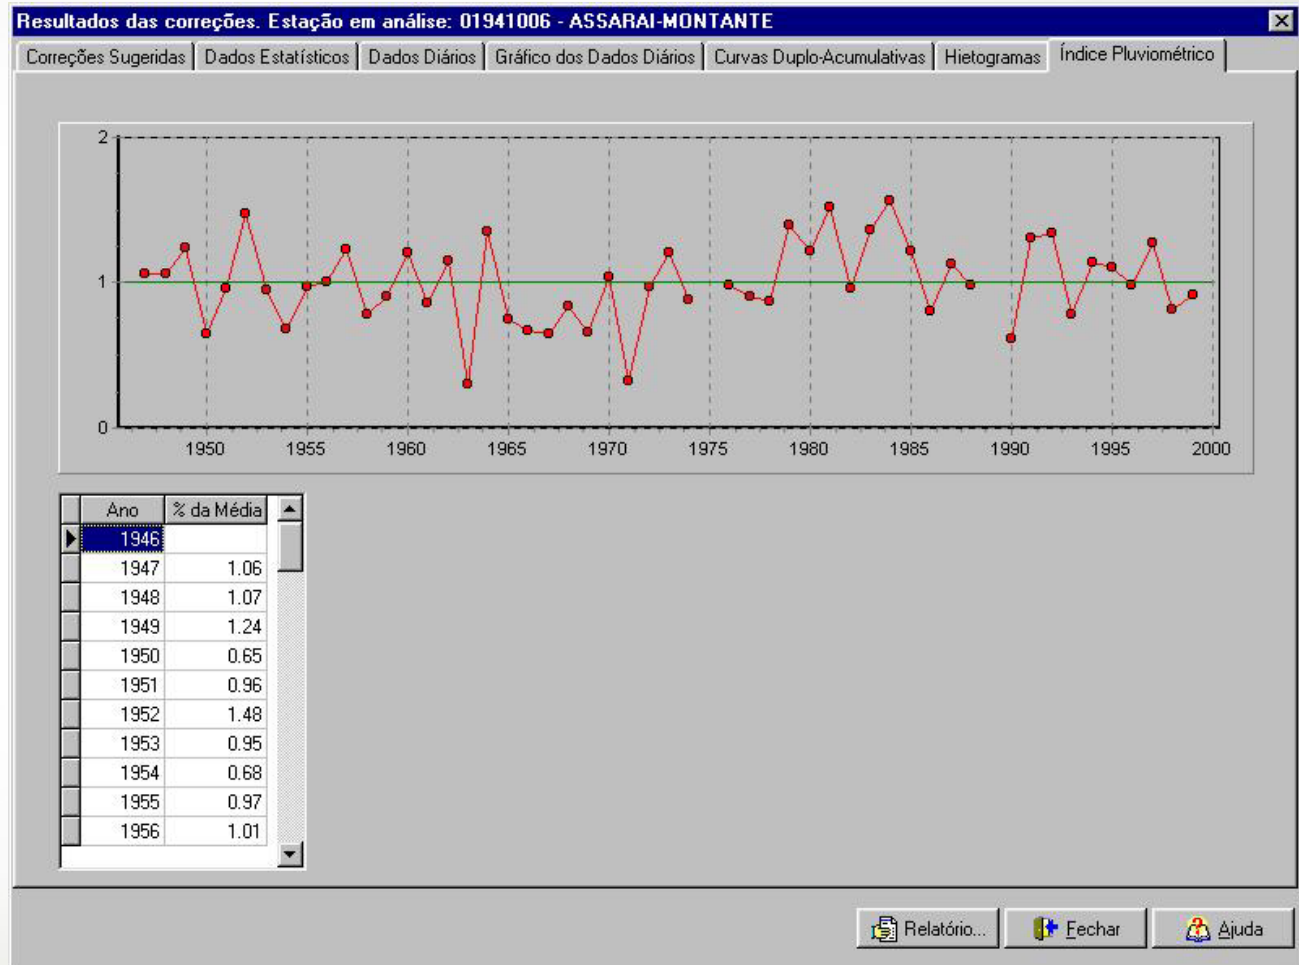 Resultados das correções. Estação em análise: 01941006 - ASSARAI-MONTANTE
Correções Sugeridas Dados Estatísticos Dados Diários Gráfico dos Dados Diários Curvas Duplo-Acumulativas Hietogramas Índice Pluviométrico
2
1
0
1950 1955 1960 1965 1970 1975 1980 1985 1990 1995 2000
Ano % da Média
1946
1947 1.06
1948 1.07
1949 1.24
1950 0.65
1951 0.96
1952 1.48
1953 0.95
1954 0.68
1955 0.97
1956 1.01
Relatório... Fechar Ajuda